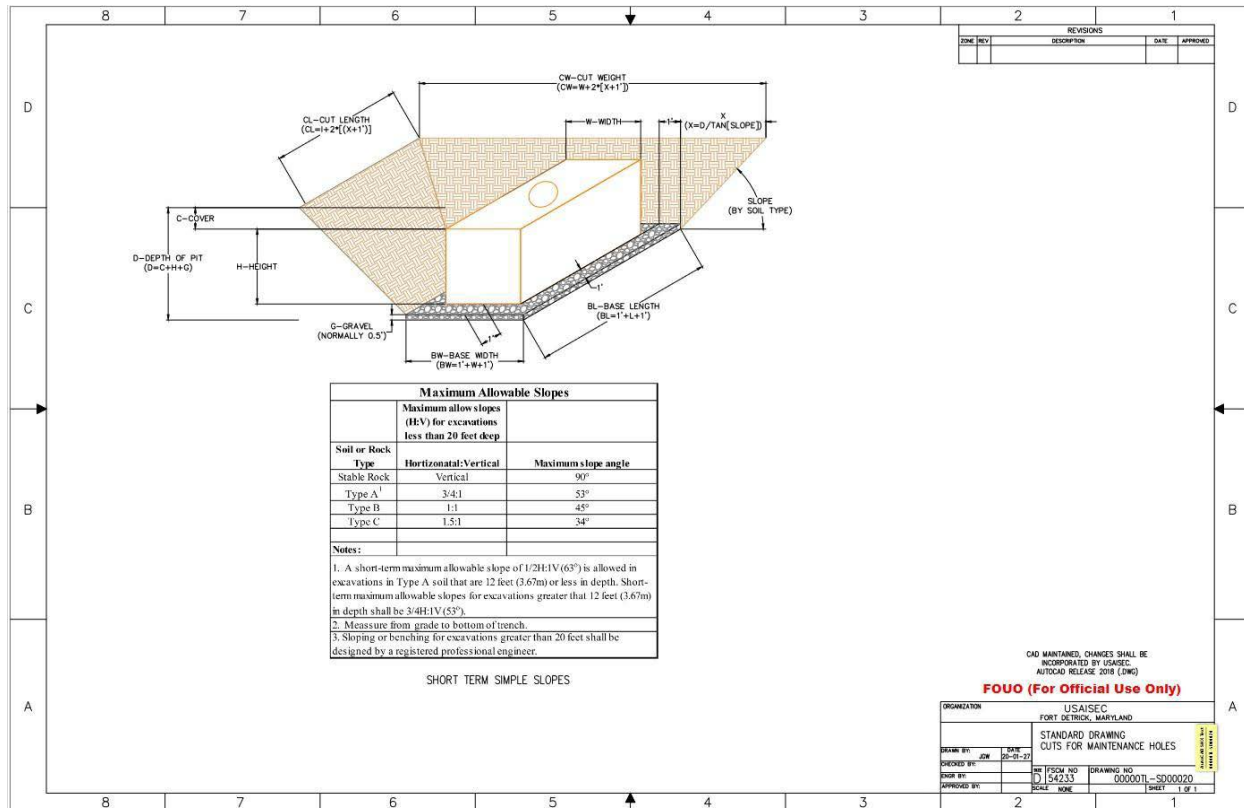 8 7 6 5 4 3 2 1
REVISIONS
ZONE REV DESCRIPTION DATE APPROVED
D
D
CW-CUT WEIGHT
(CW=W+2*[X+1'])
CL-CUT LENGTH
(CL=l+2*[(X+1')]
W-WIDTH
1'
X
(X=D/TAN[SLOPE])
SLOPE
(BY SOIL TYPE)
C-COVER
D-DEPTH OF PIT
(D=C+H+G)
H-HEIGHT
1'
C
C
BL-BASE LENGTH
(BL=1'+L+1')
G-GRAVEL
(NORMALLY 0.5')
1'
BW-BASE WIDTH
(BW=1'+W+1')
Maximum Allowable Slopes
Maximum allow slopes
(H:V) for excavations
less than 20 feet deep
Soil or Rock
Type Hortizonatal:Vertical Maximum slope angle
Stable Rock Vertical 90°
Type A1 3/4:1 53°
Type B 1:1 45°
Type C 1.5:1 34°
B
B
Notes:
1. A short-term maximum allowable slope of 1/2H:1V (63°) is allowed in
excavations in Type A soil that are 12 feet (3.67m) or less in depth. Short-
term maximum allowable slopes for excavations greater that 12 feet (3.67m)
in depth shall be 3/4H:1V (53°).
2. Meassure from grade to bottom of trench.
3. Sloping or benching for excavations greater than 20 feet shall be
designed by a registered professional engineer.
SHORT TERM SIMPLE SLOPES
CAD MAINTAINED, CHANGES SHALL BE
INCORPORATED BY USAISEC.
AUTOCAD RELEASE 2018 (.DWG)
FOUO (For Official Use Only)
A
A
ORGANIZATION
USAISEC
FORT DETRICK, MARYLAND
STANDARD DRAWING
CUTS FOR MAINTENANCE HOLES
DRAWN BY: JGW DATE 20-01-27
CHECKED BY:
ENGR BY:
APPROVED BY:
SIZE D FSCM NO 54233 DRAWING NO 00000TL-SD00020
SCALE NONE SHEET 1 OF 1
8 7 6 5 4 3 2 1